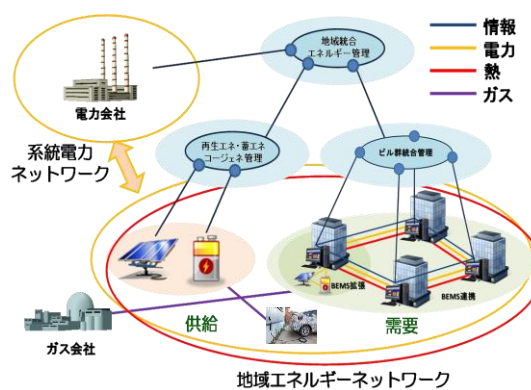 地域統合
エネルギー管理
情報
電力
熱
ガス
電力会社
系統電力
ネットワーク
再生エネ・蓄エネ
コージェネ管理
ビル群統合管理
BEMS拡張
BEMS連携
供給
需要
ガス会社
地域エネルギーネットワーク